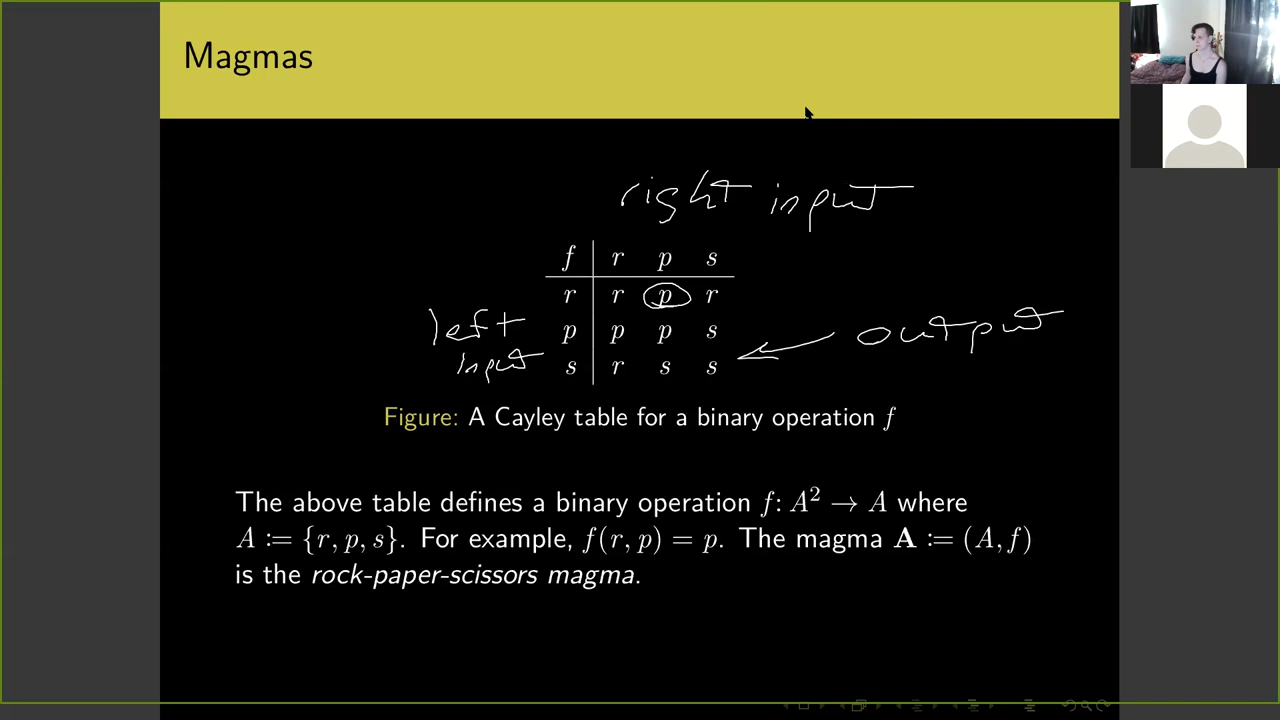 Magmas
right input
f r p s
r r p r
left p p p s output
input s r s s
Figure: A Cayley table for a binary operation f
The above table defines a binary operation f: A² → A where
A := {r, p, s}. For example, f(r, p) = p. The magma 𝐀 := (A, f)
is the rock-paper-scissors magma.